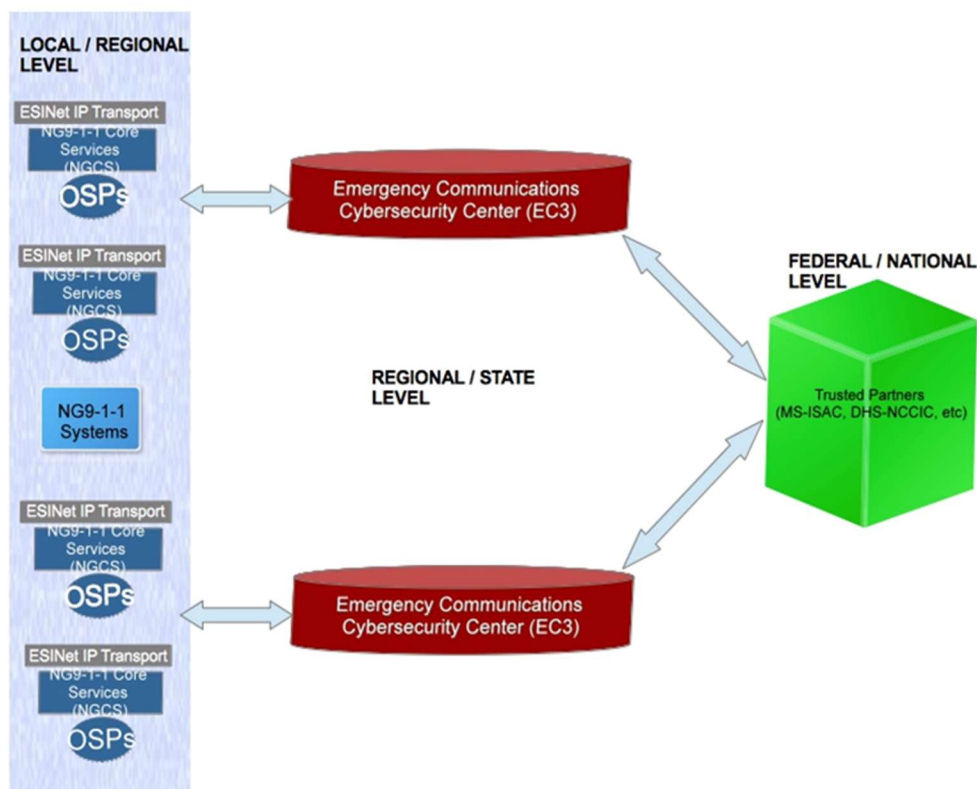 LOCAL / REGIONAL
LEVEL
ESINet IP Transport
NG9-1-1 Core
Services
(NGCS)
OSPs
ESINet IP Transport
NG9-1-1 Core
Services
(NGCS)
OSPs
NG9-1-1
Systems
ESINet IP Transport
NG9-1-1 Core
Services
(NGCS)
OSPs
ESINet IP Transport
NG9-1-1 Core
Services
(NGCS)
OSPs
Emergency Communications
Cybersecurity Center (EC3)
REGIONAL / STATE
LEVEL
Emergency Communications
Cybersecurity Center (EC3)
FEDERAL / NATIONAL
LEVEL
Trusted Partners
(MS-ISAC, DHS-NCCIC, etc)